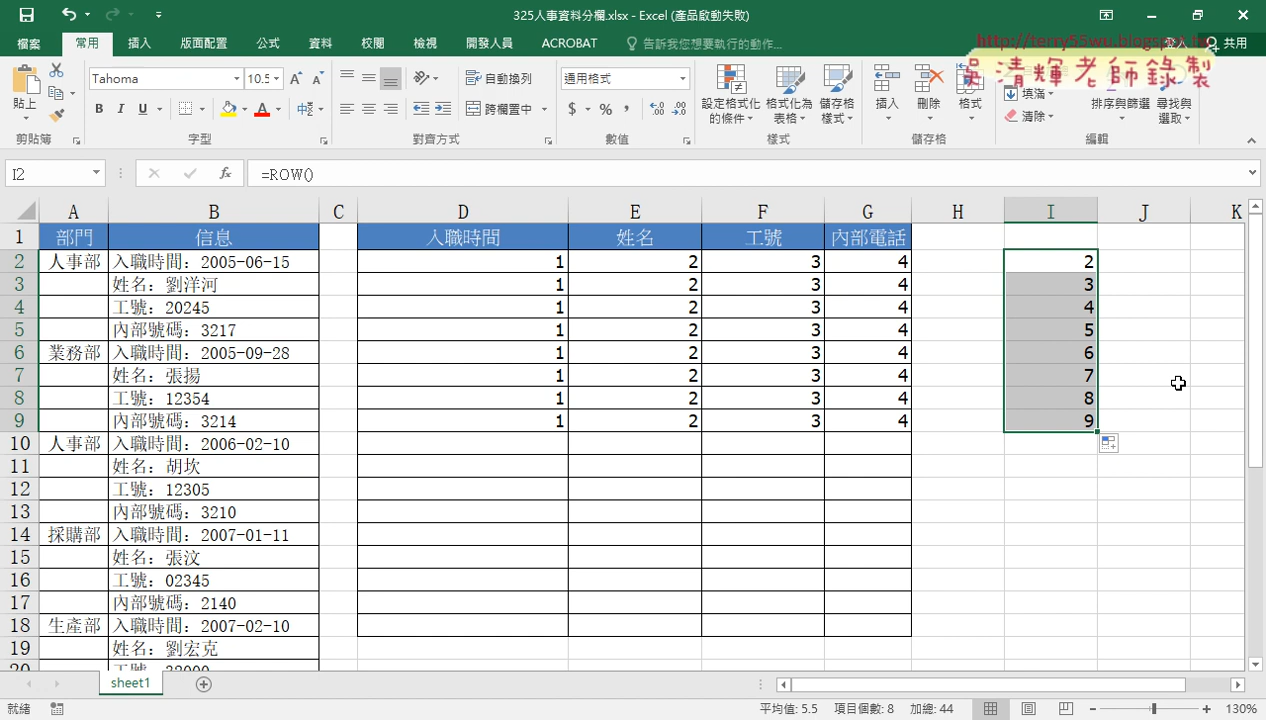 325人事資料分欄.xlsx - Excel (產品啟動失敗)
http://terry55wu.blogspot.tw
檔案 常用 插入 版面配置 公式 資料 校閱 檢視 開發人員 ACROBAT 告訴我您想要執行的動作... 登入 共用
吳清輝老師錄製
貼上 Tahoma 10.5 A A 自動換列 通用格式 設定格式化的條件 格式化為表格 儲存格樣式 插入 刪除 格式 填滿 清除 排序與篩選 尋找與選取
B I U A 中 跨欄置中 $ % ,
剪貼簿 字型 對齊方式 數值 樣式 儲存格 編輯
I2 fx =ROW()
A B C D E F G H I J K
1 部門 信息 入職時間 姓名 工號 內部電話
2 人事部 入職時間：2005-06-15 1 2 3 4 2
3 姓名：劉洋河 1 2 3 4 3
4 工號：20245 1 2 3 4 4
5 內部號碼：3217 1 2 3 4 5
6 業務部 入職時間：2005-09-28 1 2 3 4 6
7 姓名：張揚 1 2 3 4 7
8 工號：12354 1 2 3 4 8
9 內部號碼：3214 1 2 3 4 9
10 人事部 入職時間：2006-02-10
11 姓名：胡坎
12 工號：12305
13 內部號碼：3210
14 採購部 入職時間：2007-01-11
15 姓名：張汶
16 工號：02345
17 內部號碼：2140
18 生產部 入職時間：2007-02-10
19 姓名：劉宏克
20
sheet1
就緒 平均值: 5.5 項目個數: 8 加總: 44 130%